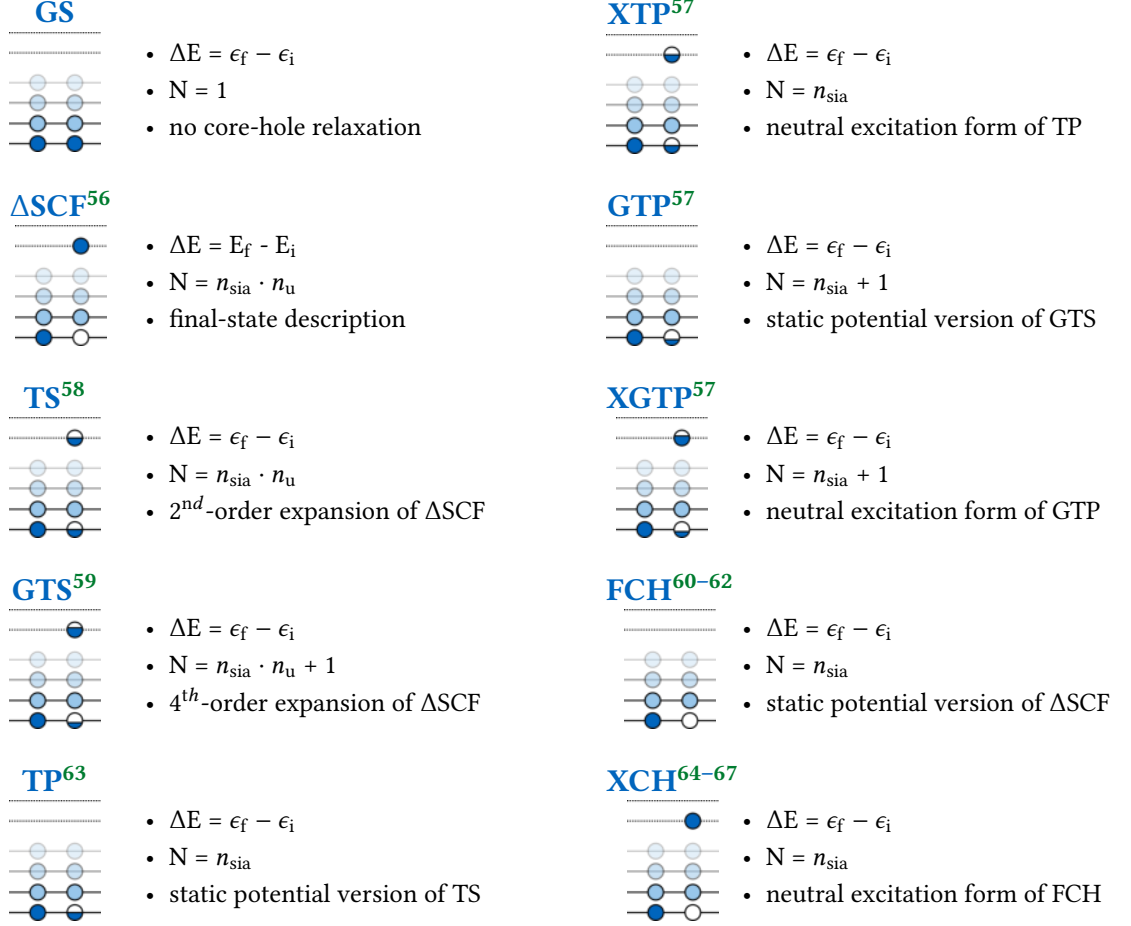 GS
• ΔE = ϵf − ϵi
• N = 1
• no core-hole relaxation
ΔSCF56
• ΔE = Ef - Ei
• N = nsia · nu
• final-state description
TS58
• ΔE = ϵf − ϵi
• N = nsia · nu
• 2nd-order expansion of ΔSCF
GTS59
• ΔE = ϵf − ϵi
• N = nsia · nu + 1
• 4th-order expansion of ΔSCF
TP63
• ΔE = ϵf − ϵi
• N = nsia
• static potential version of TS
XTP57
• ΔE = ϵf − ϵi
• N = nsia
• neutral excitation form of TP
GTP57
• ΔE = ϵf − ϵi
• N = nsia + 1
• static potential version of GTS
XGTP57
• ΔE = ϵf − ϵi
• N = nsia + 1
• neutral excitation form of GTP
FCH60–62
• ΔE = ϵf − ϵi
• N = nsia
• static potential version of ΔSCF
XCH64–67
• ΔE = ϵf − ϵi
• N = nsia
• neutral excitation form of FCH